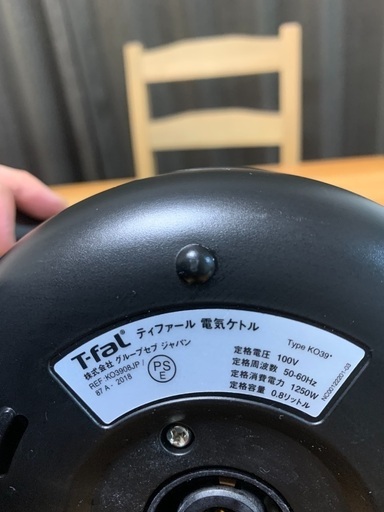 T-fal ティファール 電気ケトル Type KO39*
株式会社 グループセブ ジャパン
REF. KO3908JP /
87 A - 2018
PS
E
定格電圧 100V
定格周波数 50-60Hz
定格消費電力 1250W
定格容量 0.8リットル